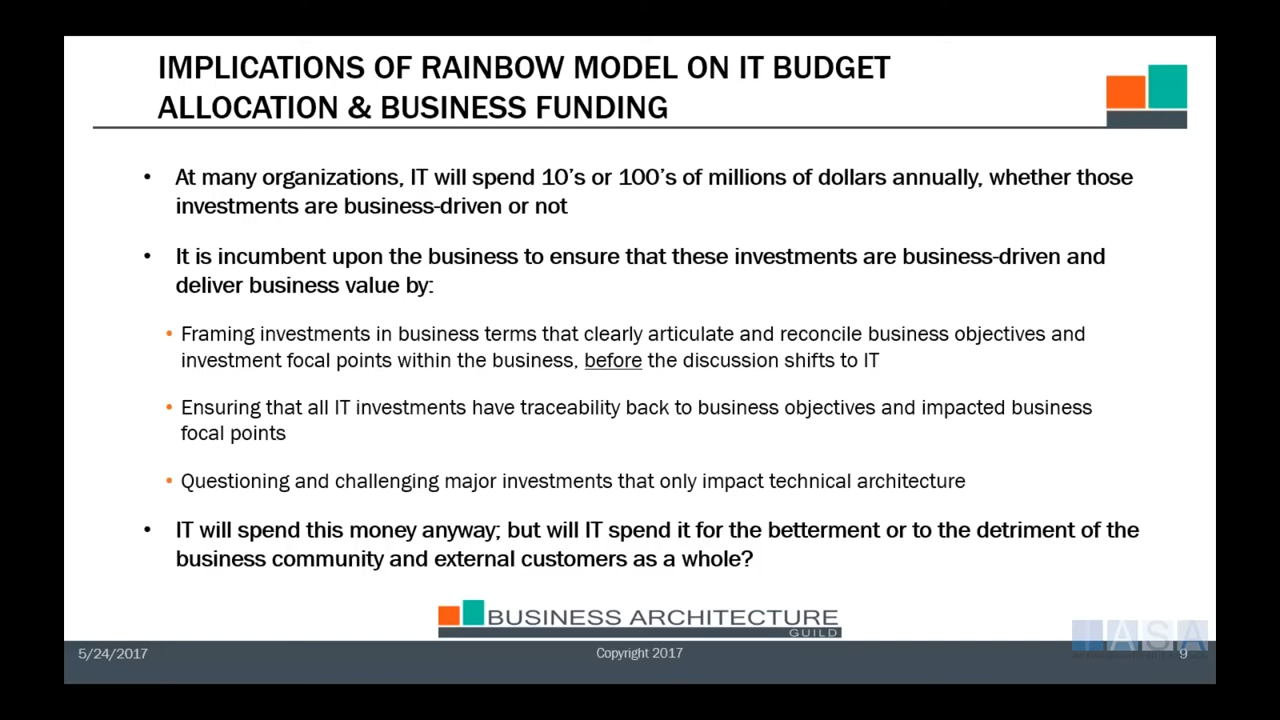 IMPLICATIONS OF RAINBOW MODEL ON IT BUDGET
ALLOCATION & BUSINESS FUNDING
• At many organizations, IT will spend 10's or 100's of millions of dollars annually, whether those
investments are business-driven or not
• It is incumbent upon the business to ensure that these investments are business-driven and
deliver business value by:
• Framing investments in business terms that clearly articulate and reconcile business objectives and
investment focal points within the business, before the discussion shifts to IT
• Ensuring that all IT investments have traceability back to business objectives and impacted business
focal points
• Questioning and challenging major investments that only impact technical architecture
• IT will spend this money anyway; but will IT spend it for the betterment or to the detriment of the
business community and external customers as a whole?
BUSINESS ARCHITECTURE
GUILD
IASA
5/24/2017
Copyright 2017
9